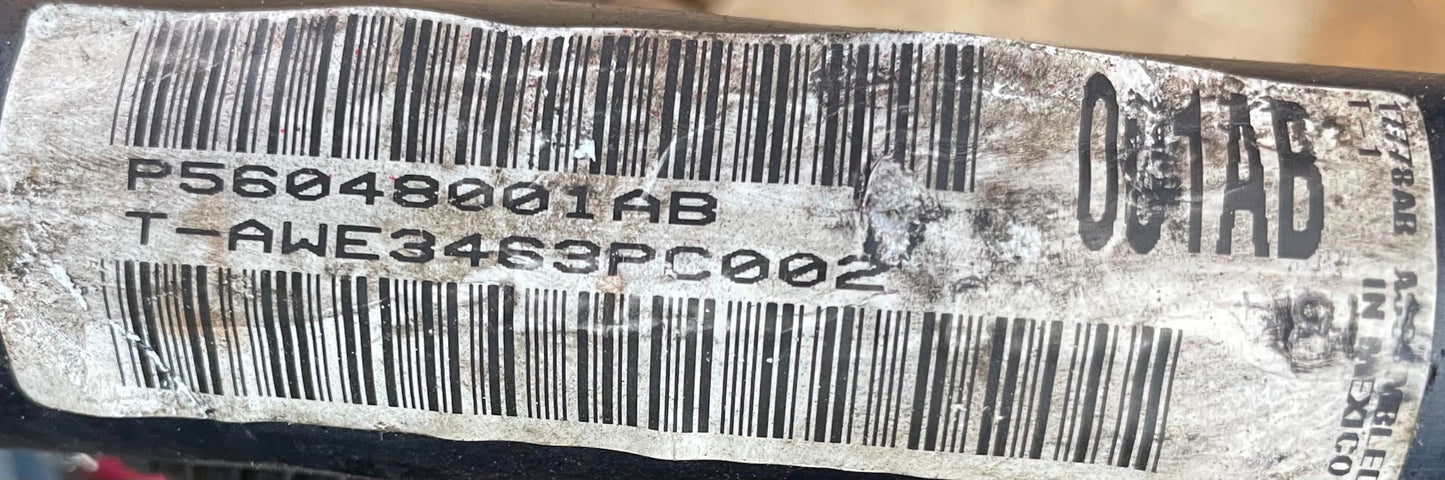 P56048001AB
T-AWE3463PC002
001AB
IN MEXICO